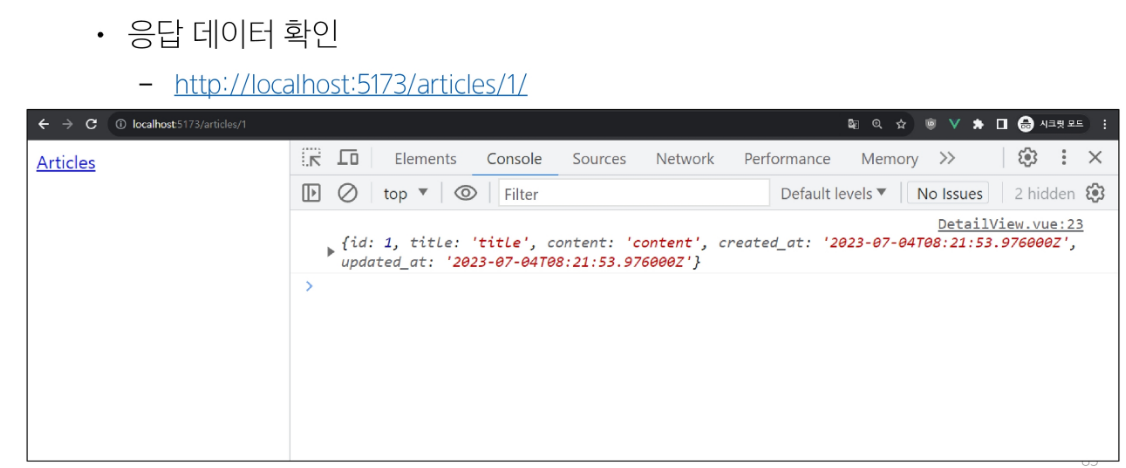 • 응답 데이터 확인
– http://localhost:5173/articles/1/
localhost:5173/articles/1 시크릿 모드
Articles
Elements Console Sources Network Performance Memory >>
top ▼ Filter Default levels ▼ No Issues 2 hidden
DetailView.vue:23
{id: 1, title: 'title', content: 'content', created_at: '2023-07-04T08:21:53.976000Z',
updated_at: '2023-07-04T08:21:53.976000Z'}
>